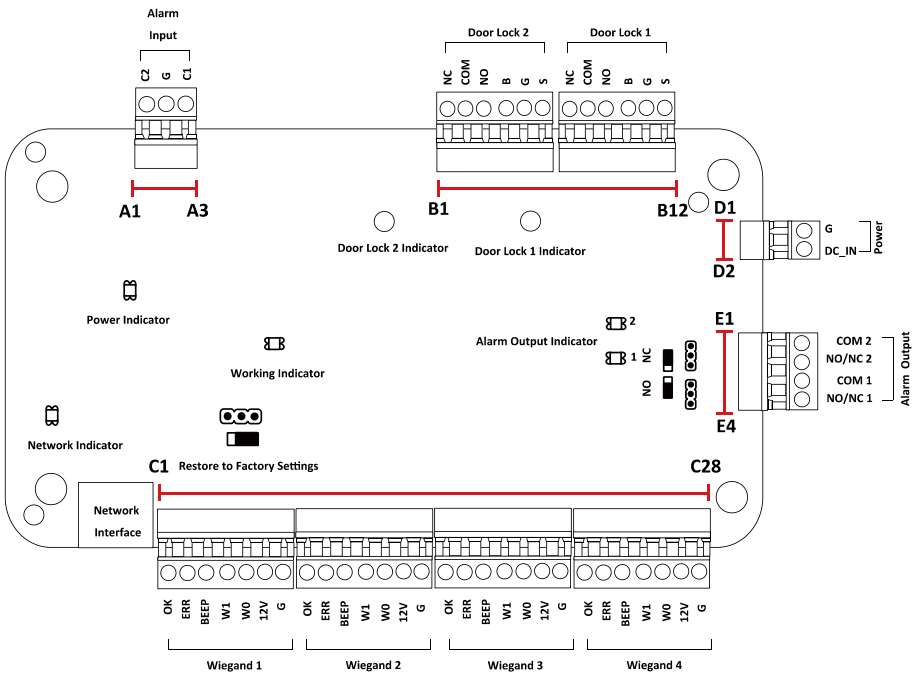 Alarm
Input
C2 G C1
Door Lock 2
Door Lock 1
NC COM NO B G S
NC COM NO B G S
A1 A3
B1 B12
D1
G
DC_IN
Power
D2
Door Lock 2 Indicator
Door Lock 1 Indicator
Power Indicator
Working Indicator
Network Indicator
Alarm Output Indicator
2
1
NC
NO
E1
COM 2
NO/NC 2
COM 1
NO/NC 1
Alarm Output
E4
Restore to Factory Settings
C1 C28
Network
Interface
OK ERR BEEP W1 W0 12V G
OK ERR BEEP W1 W0 12V G
OK ERR BEEP W1 W0 12V G
OK ERR BEEP W1 W0 12V G
Wiegand 1
Wiegand 2
Wiegand 3
Wiegand 4